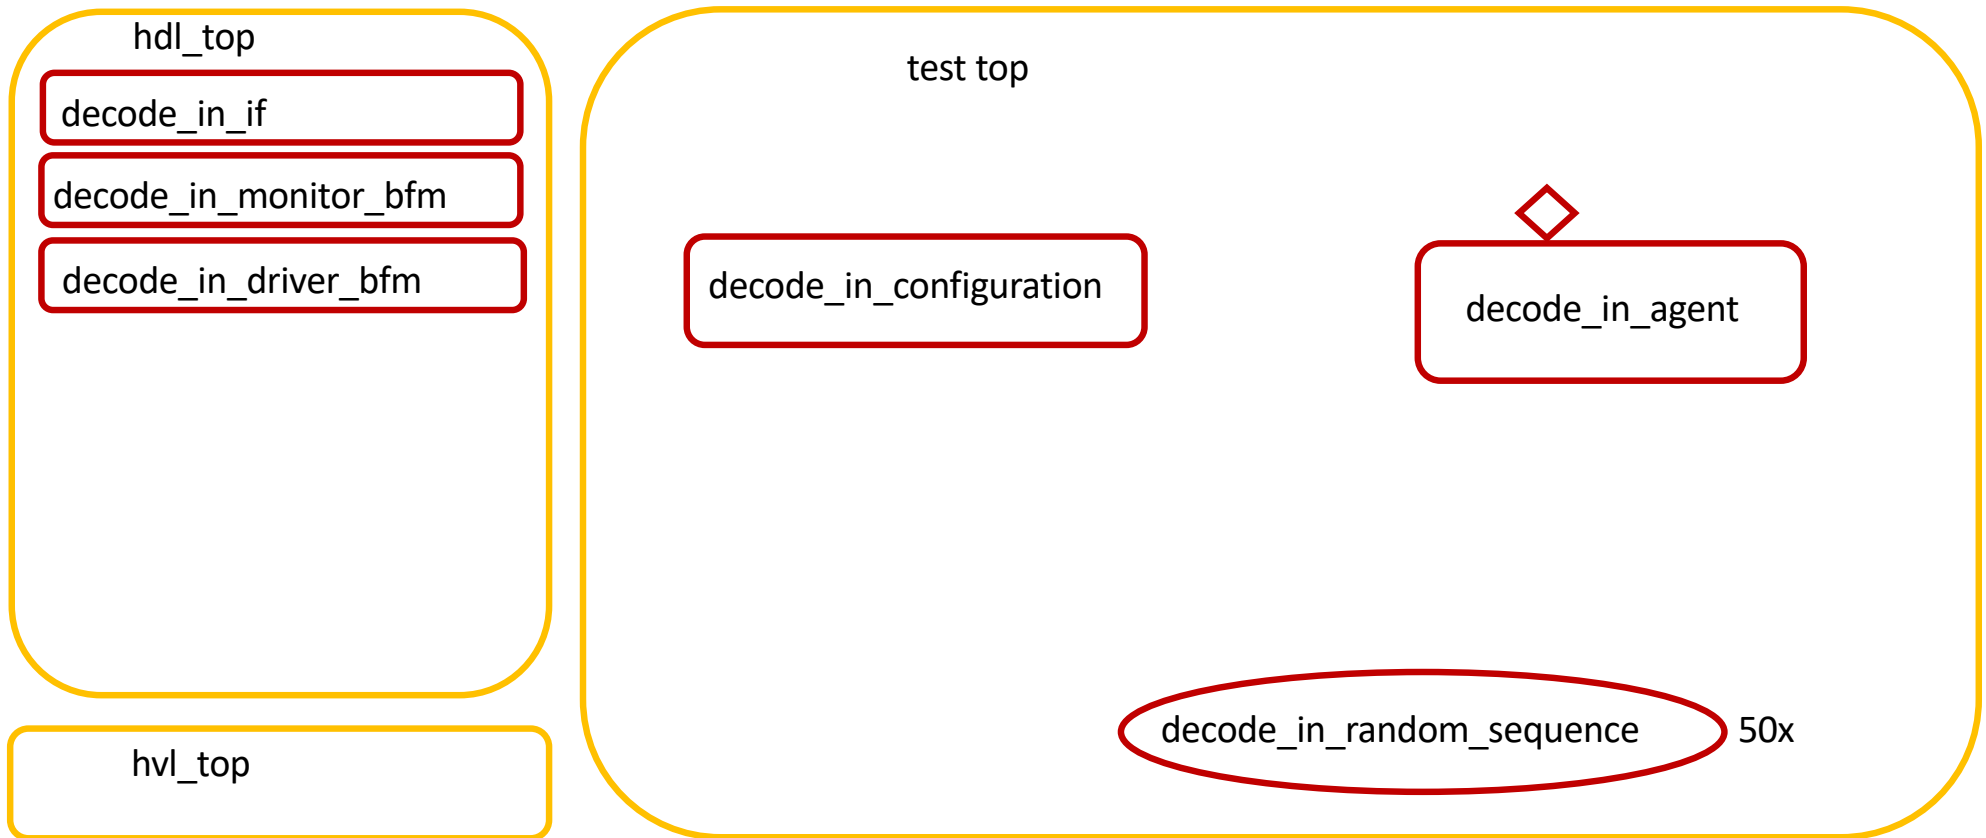 hdl_top
decode_in_if
decode_in_monitor_bfm
decode_in_driver_bfm
hvl_top
test top
decode_in_configuration
decode_in_agent
decode_in_random_sequence 50x